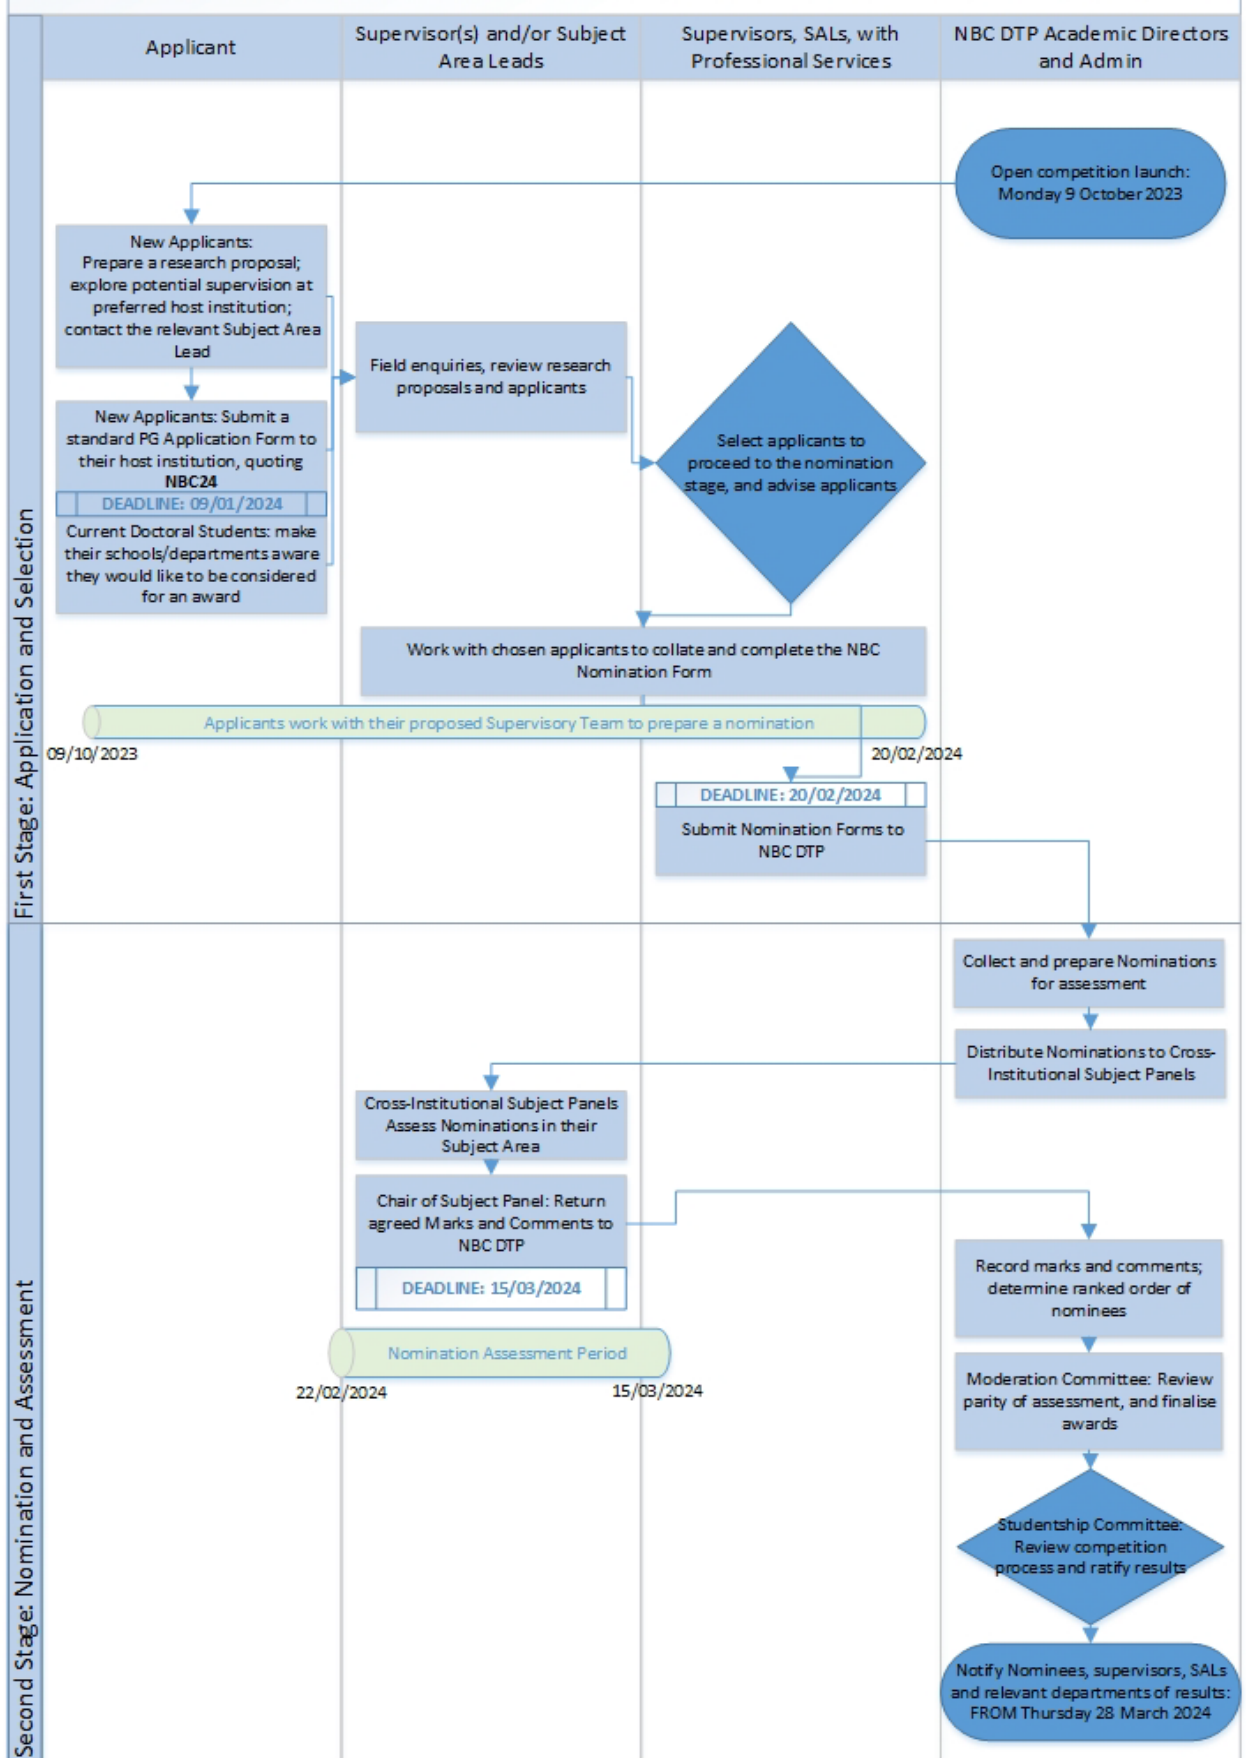 Applicant
Supervisor(s) and/or Subject
Area Leads
Supervisors, SALs, with
Professional Services
NBC DTP Academic Directors
and Admin
First Stage: Application and Selection
Open competition launch:
Monday 9 October 2023
New Applicants:
Prepare a research proposal;
explore potential supervision at
preferred host institution;
contact the relevant Subject Area
Lead
New Applicants: Submit a
standard PG Application Form to
their host institution, quoting
NBC24
DEADLINE: 09/01/2024
Current Doctoral Students: make
their schools/departments aware
they would like to be considered
for an award
Field enquiries, review research
proposals and applicants
Select applicants to
proceed to the nomination
stage, and advise applicants
Work with chosen applicants to collate and complete the NBC
Nomination Form
Applicants work with their proposed Supervisory Team to prepare a nomination
09/10/2023
20/02/2024
DEADLINE: 20/02/2024
Submit Nomination Forms to
NBC DTP
Second Stage: Nomination and Assessment
Collect and prepare Nominations
for assessment
Distribute Nominations to Cross-
Institutional Subject Panels
Cross-Institutional Subject Panels
Assess Nominations in their
Subject Area
Chair of Subject Panel: Return
agreed Marks and Comments to
NBC DTP
DEADLINE: 15/03/2024
Nomination Assessment Period
22/02/2024
15/03/2024
Record marks and comments;
determine ranked order of
nominees
Moderation Committee: Review
parity of assessment, and finalise
awards
Studentship Committee:
Review competition
process and ratify results
Notify Nominees, supervisors, SALs
and relevant departments of results:
FROM Thursday 28 March 2024